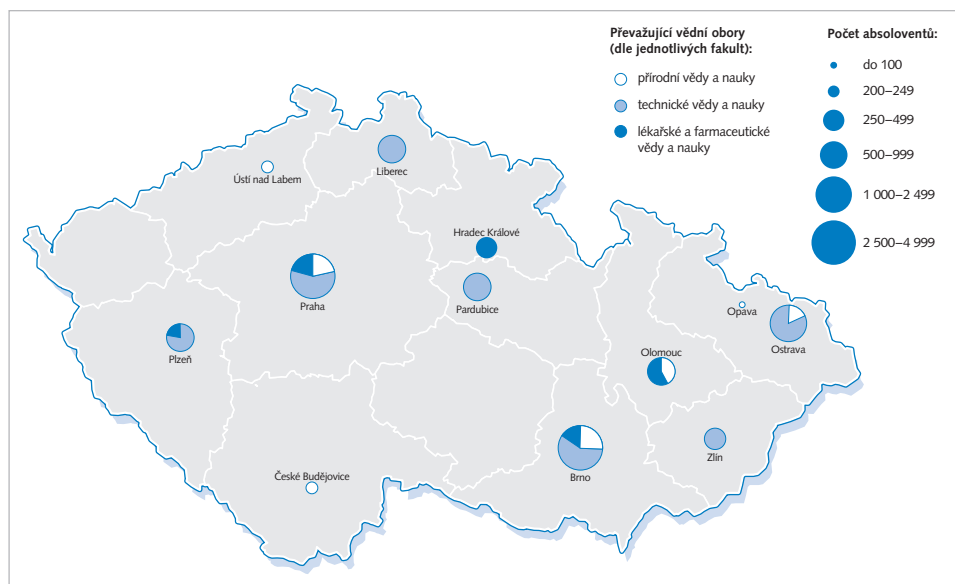 Převažující vědní obory
(dle jednotlivých fakult):
přírodní vědy a nauky
technické vědy a nauky
lékařské a farmaceutické
vědy a nauky
Počet absoloventů:
do 100
200–249
250–499
500–999
1 000–2 499
2 500–4 999
Ústí nad Labem
Liberec
Hradec Králové
Praha
Pardubice
Opava
Plzeň
Ostrava
Olomouc
Zlín
Brno
České Budějovice